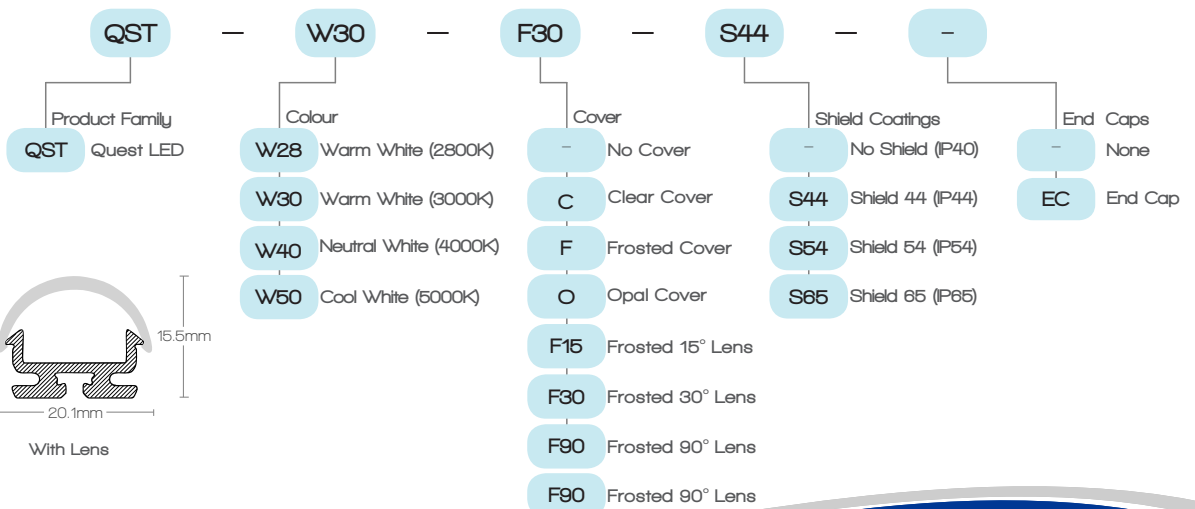 QST — W30 — F30 — S44 — -
Product Family
QST Quest LED
Colour
W28 Warm White (2800K)
W30 Warm White (3000K)
W40 Neutral White (4000K)
W50 Cool White (5000K)
Cover
- No Cover
C Clear Cover
F Frosted Cover
O Opal Cover
F15 Frosted 15° Lens
F30 Frosted 30° Lens
F90 Frosted 90° Lens
F90 Frosted 90° Lens
Shield Coatings
- No Shield (IP40)
S44 Shield 44 (IP44)
S54 Shield 54 (IP54)
S65 Shield 65 (IP65)
End Caps
- None
EC End Cap
15.5mm
20.1mm
With Lens